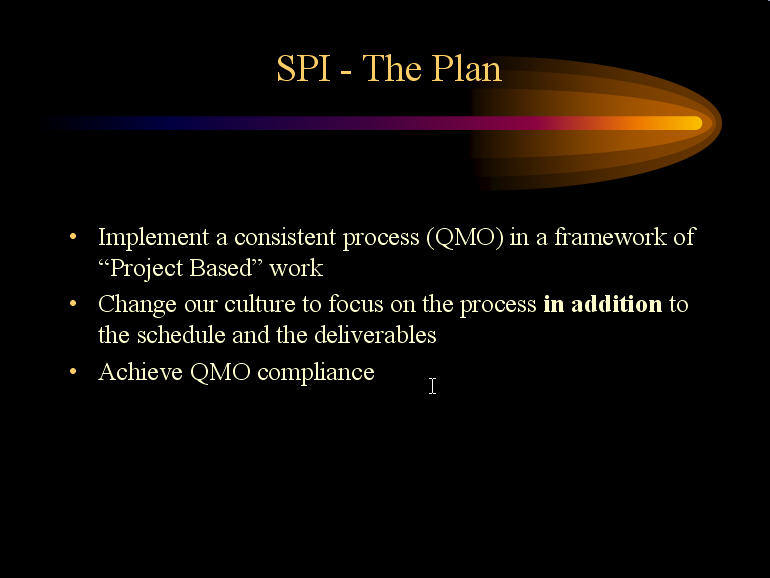 SPI - The Plan
• Implement a consistent process (QMO) in a framework of
“Project Based” work
• Change our culture to focus on the process in addition to
the schedule and the deliverables
• Achieve QMO compliance